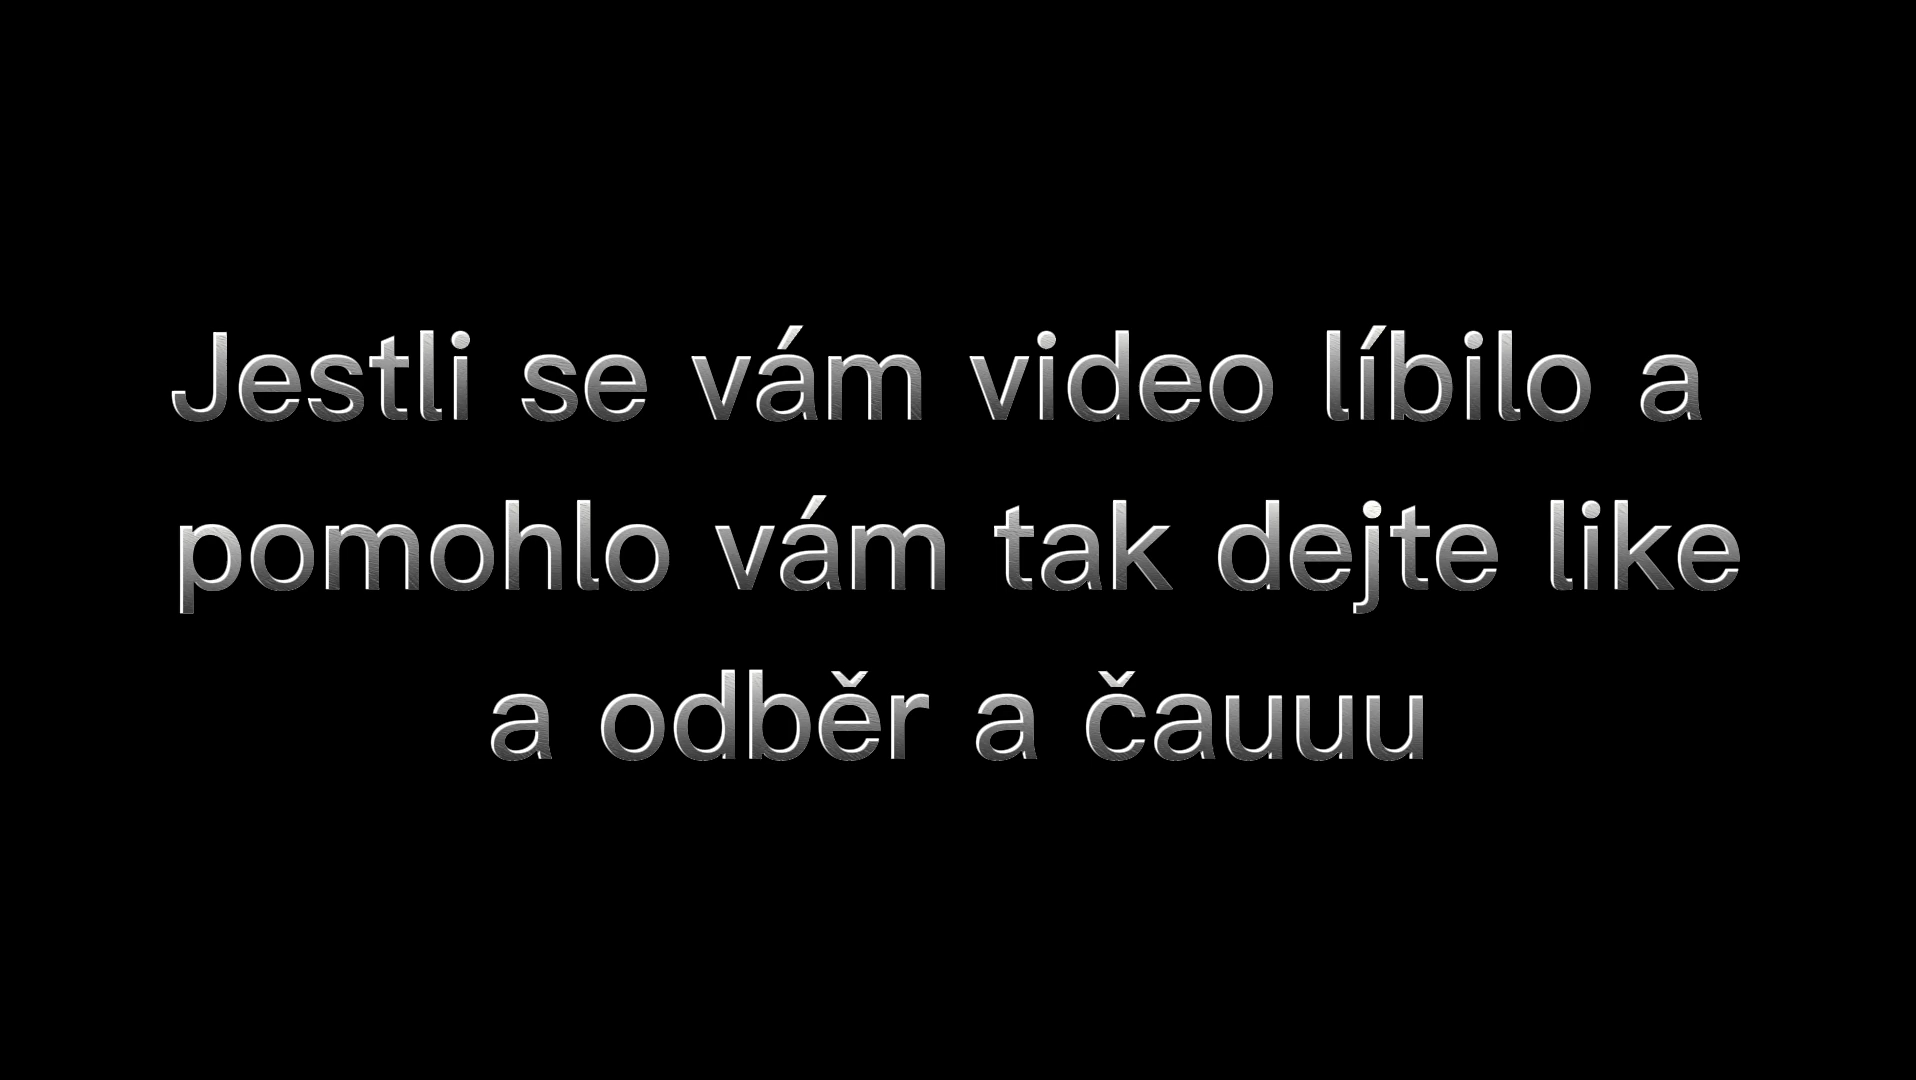 Jestli se vám video líbilo a
pomohlo vám tak dejte like
a odběr a čauuu